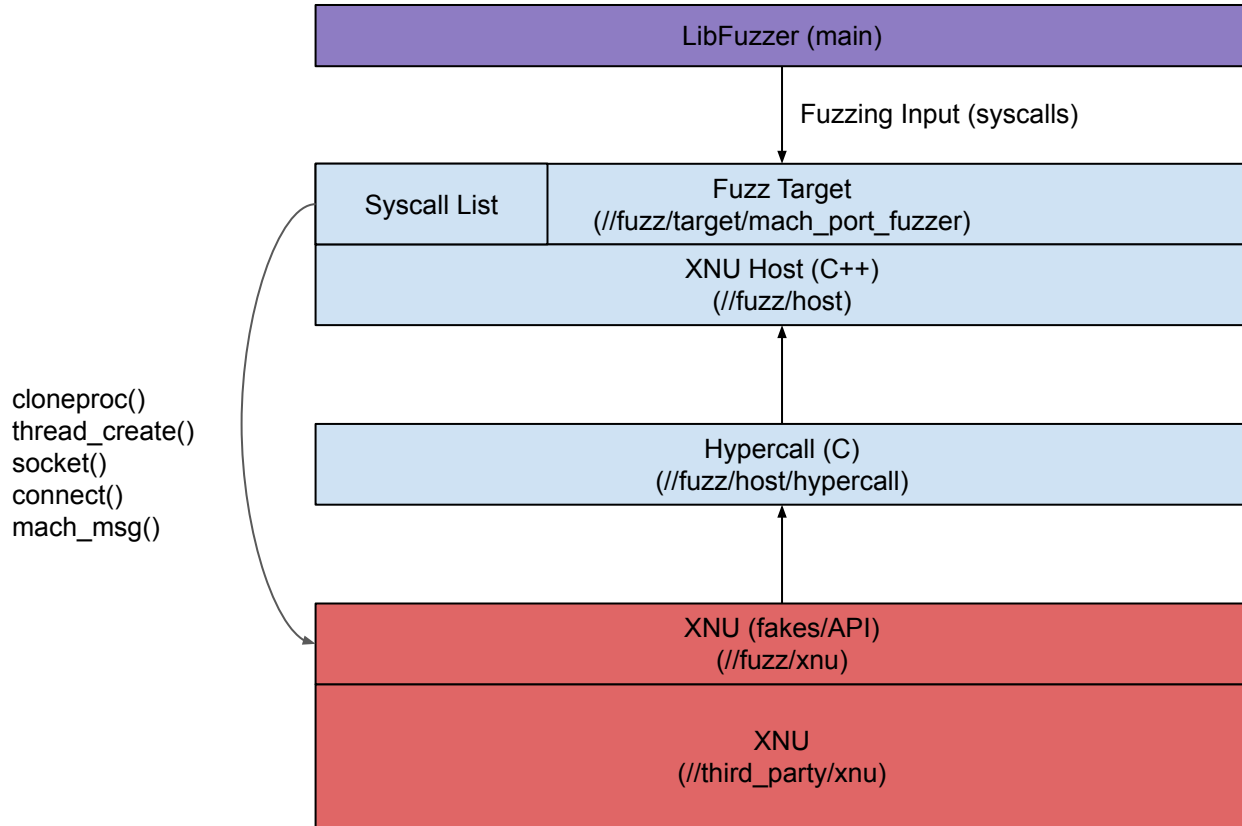 LibFuzzer (main)
Fuzzing Input (syscalls)
Syscall List
Fuzz Target
(//fuzz/target/mach_port_fuzzer)
XNU Host (C++)
(//fuzz/host)
cloneproc()
thread_create()
socket()
connect()
mach_msg()
Hypercall (C)
(//fuzz/host/hypercall)
XNU (fakes/API)
(//fuzz/xnu)
XNU
(//third_party/xnu)